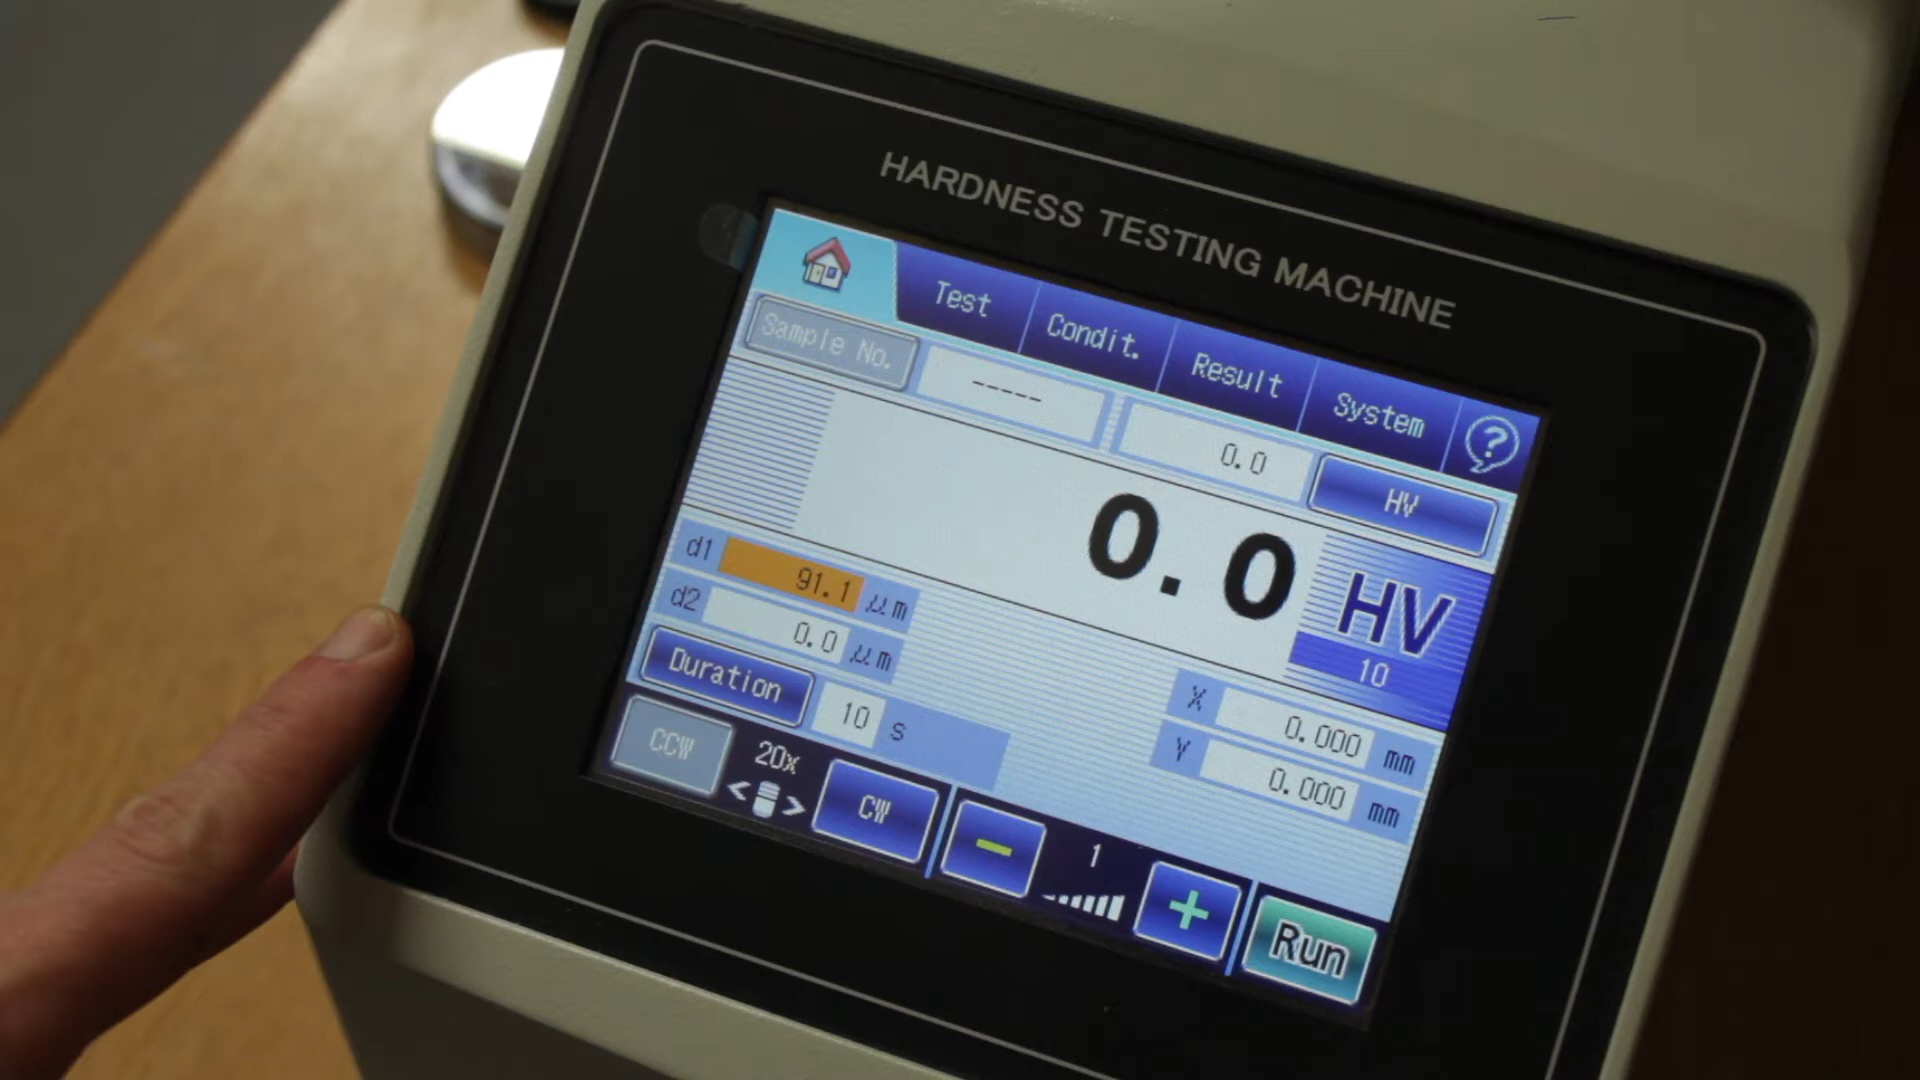 HARDNESS TESTING MACHINE
Test Condit. Result System ?
Sample No. ----- 0.0 HV
0.0 HV
10
d1 91.1 μm
d2 0.0 μm
Duration 10 s
X 0.000 mm
Y 0.000 mm
CCW 20x < > CW − 1 + Run